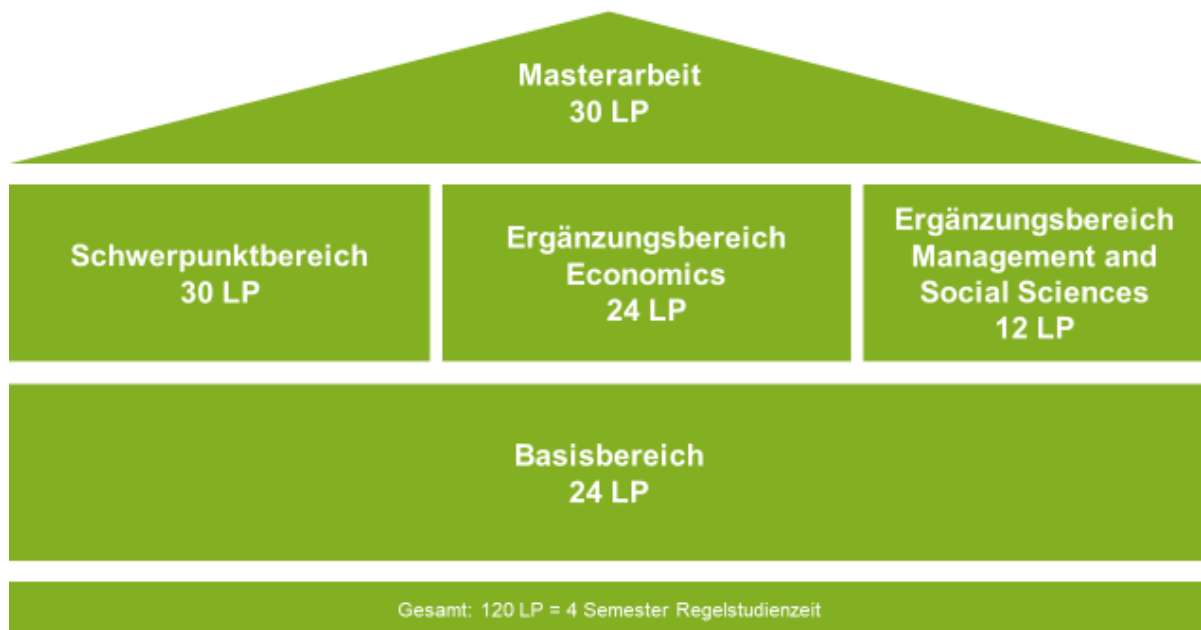 Masterarbeit
30 LP
Schwerpunktbereich
30 LP
Ergänzungsbereich
Economics
24 LP
Ergänzungsbereich
Management and
Social Sciences
12 LP
Basisbereich
24 LP
Gesamt: 120 LP = 4 Semester Regelstudienzeit